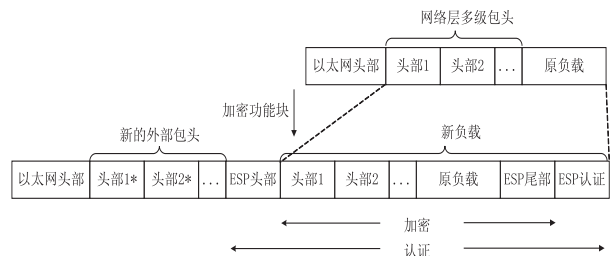 网络层多级包头
以太网头部 头部1 头部2 ... 原负载
加密功能块
新的外部包头 新负载
以太网头部 头部1* 头部2* ... ESP头部 头部1 头部2 ... 原负载 ESP尾部 ESP认证
加密
认证